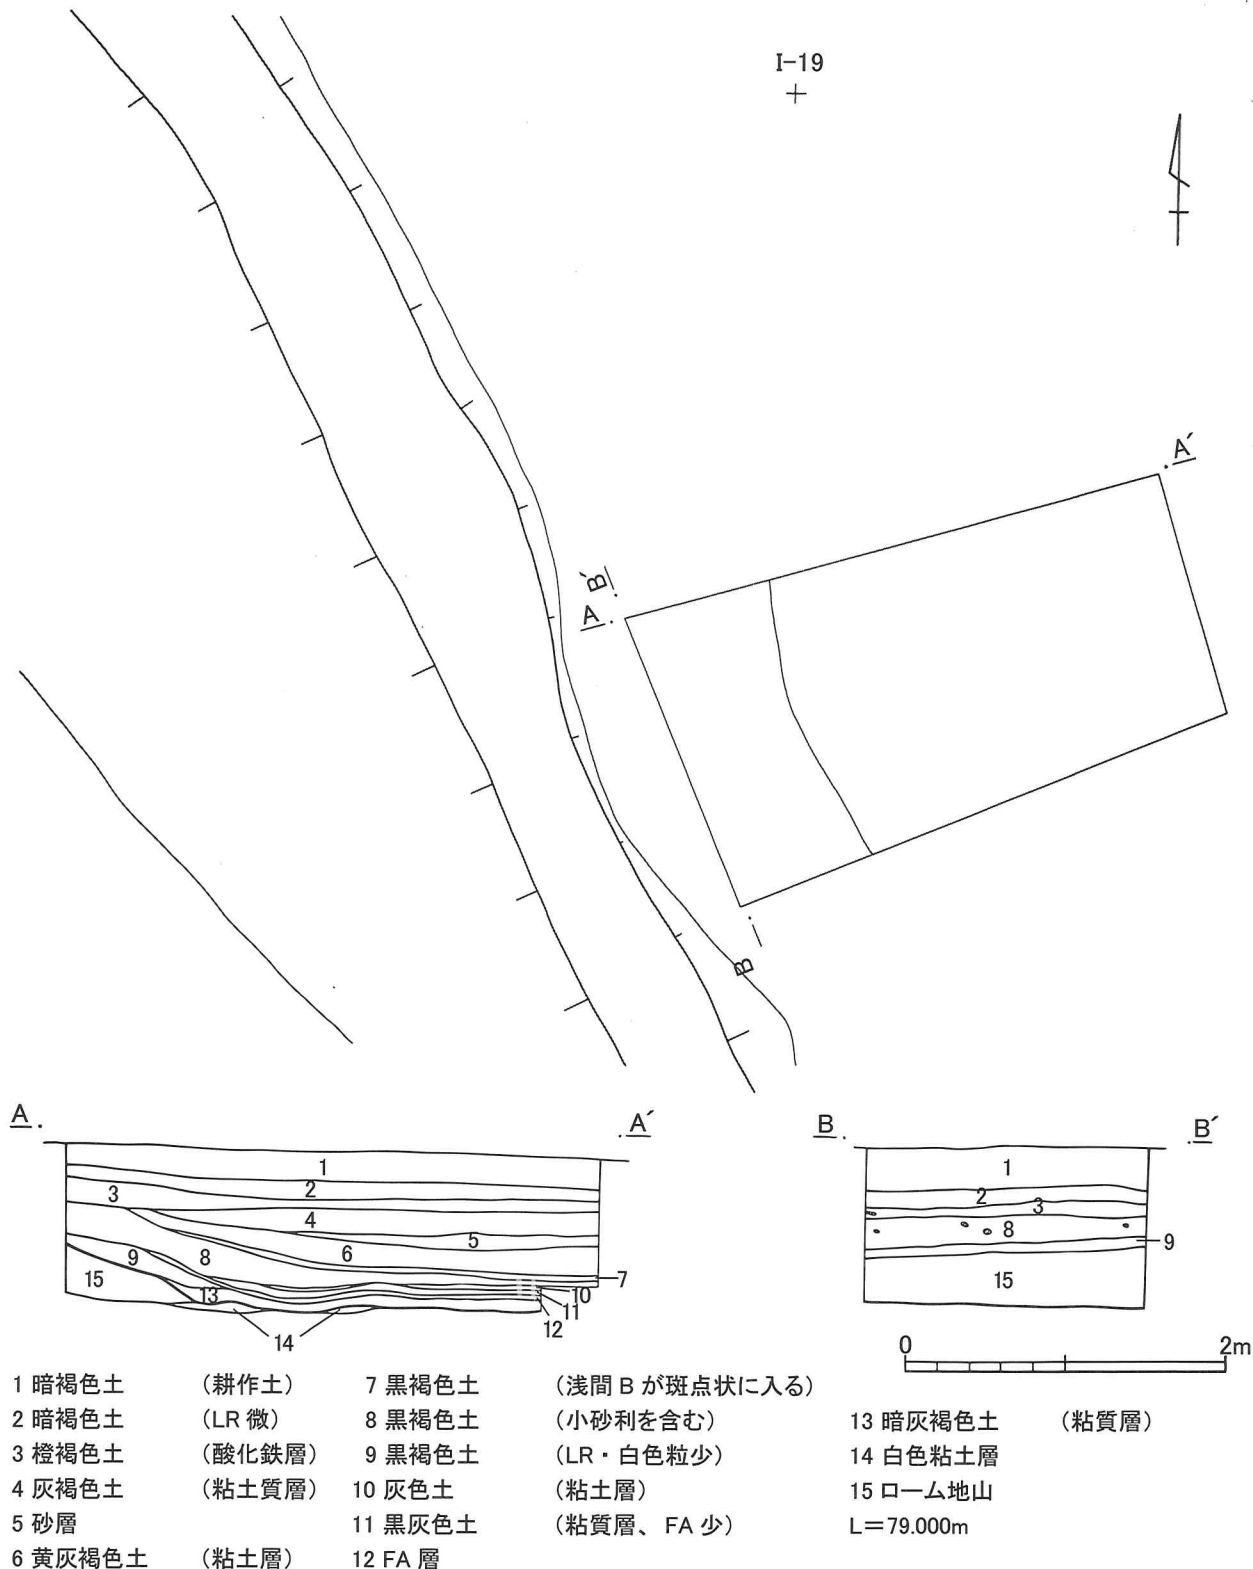 I-19
A´
B´
A
B
A
A´
B
B´
1
2
3
4
5
6
7
8
9
10
11
12
13
14
15
1
2
3
8
9
15
0
2m
1 暗褐色土 (耕作土)
2 暗褐色土 (LR 微)
3 橙褐色土 (酸化鉄層)
4 灰褐色土 (粘土質層)
5 砂層
6 黄灰褐色土 (粘土層)
7 黒褐色土 (浅間 B が斑点状に入る)
8 黒褐色土 (小砂利を含む)
9 黒褐色土 (LR・白色粒少)
10 灰色土 (粘土層)
11 黒灰色土 (粘質層、FA 少)
12 FA 層
13 暗灰褐色土 (粘質層)
14 白色粘土層
15 ローム地山
L=79.000m